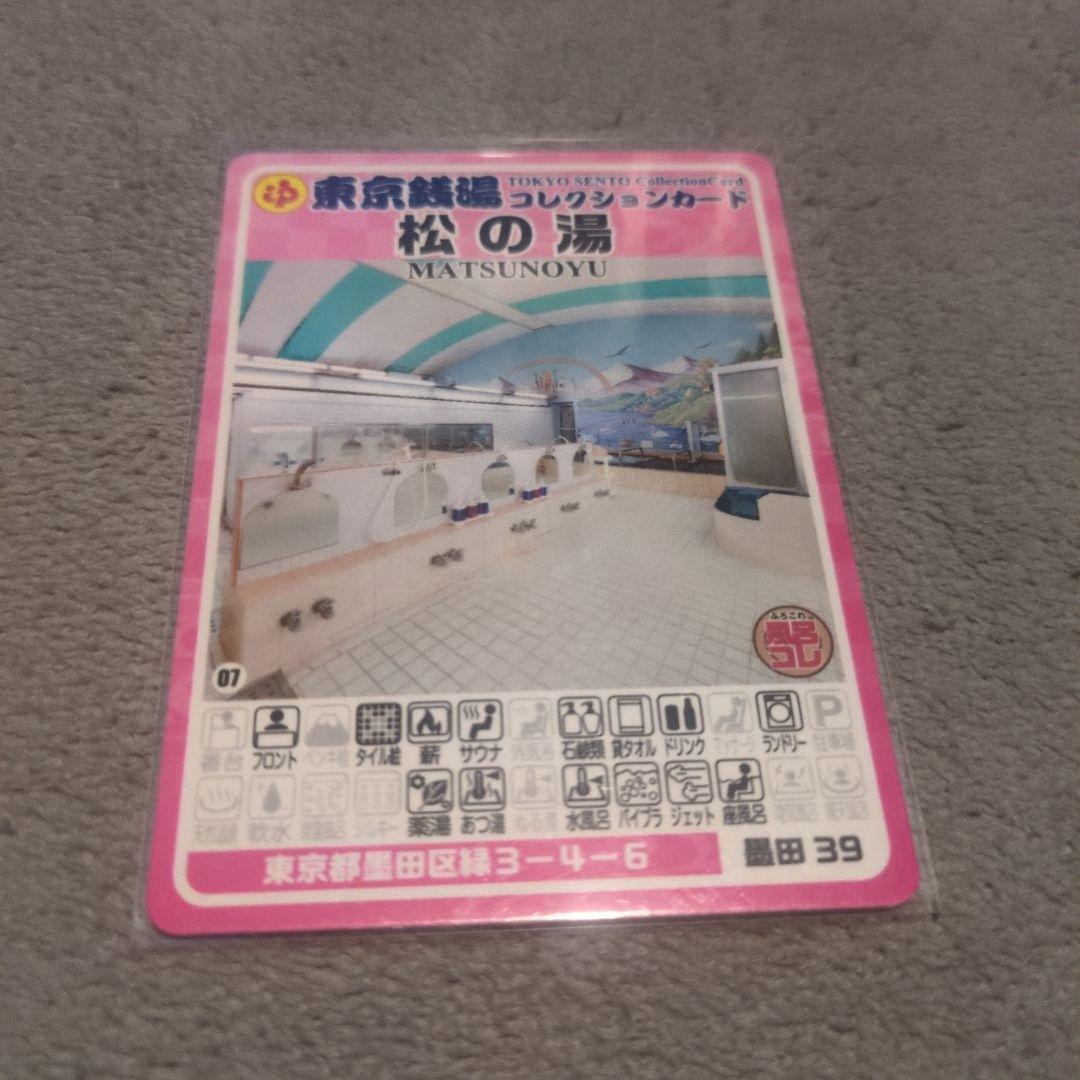 ゆ 東京銭湯 TOKYO SENTO CollectionCard
コレクションカード
松の湯
MATSUNOYU
ふろこれ
風呂
コレ
07
番台 フロント ペンキ絵 タイル絵 薪 サウナ 外気浴 石鹸類 貸タオル ドリンク マッサージ ランドリー P 駐車場
薬湯 あつ湯 ぬる湯 水風呂 バイブラ ジェット 座風呂
東京都墨田区緑3-4-6
墨田 39